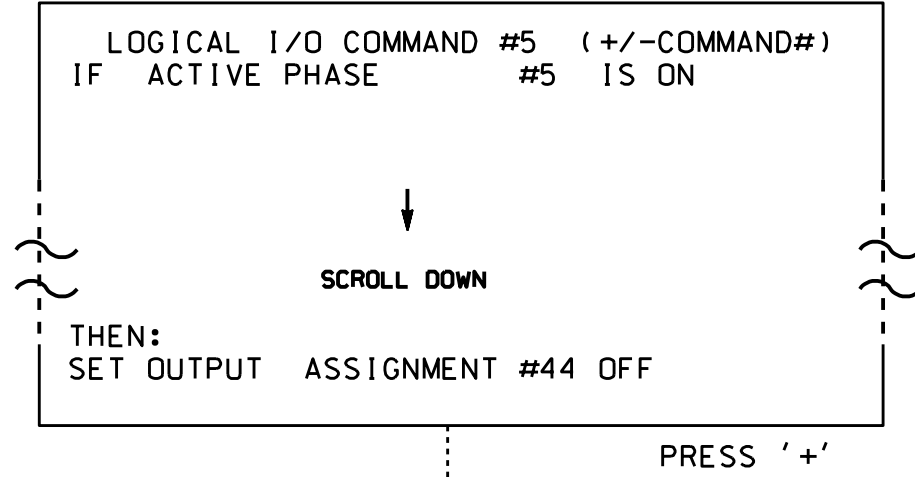 LOGICAL I/O COMMAND #5 (+/-COMMAND#)
IF ACTIVE PHASE #5 IS ON
SCROLL DOWN
THEN:
SET OUTPUT ASSIGNMENT #44 OFF
PRESS '+'